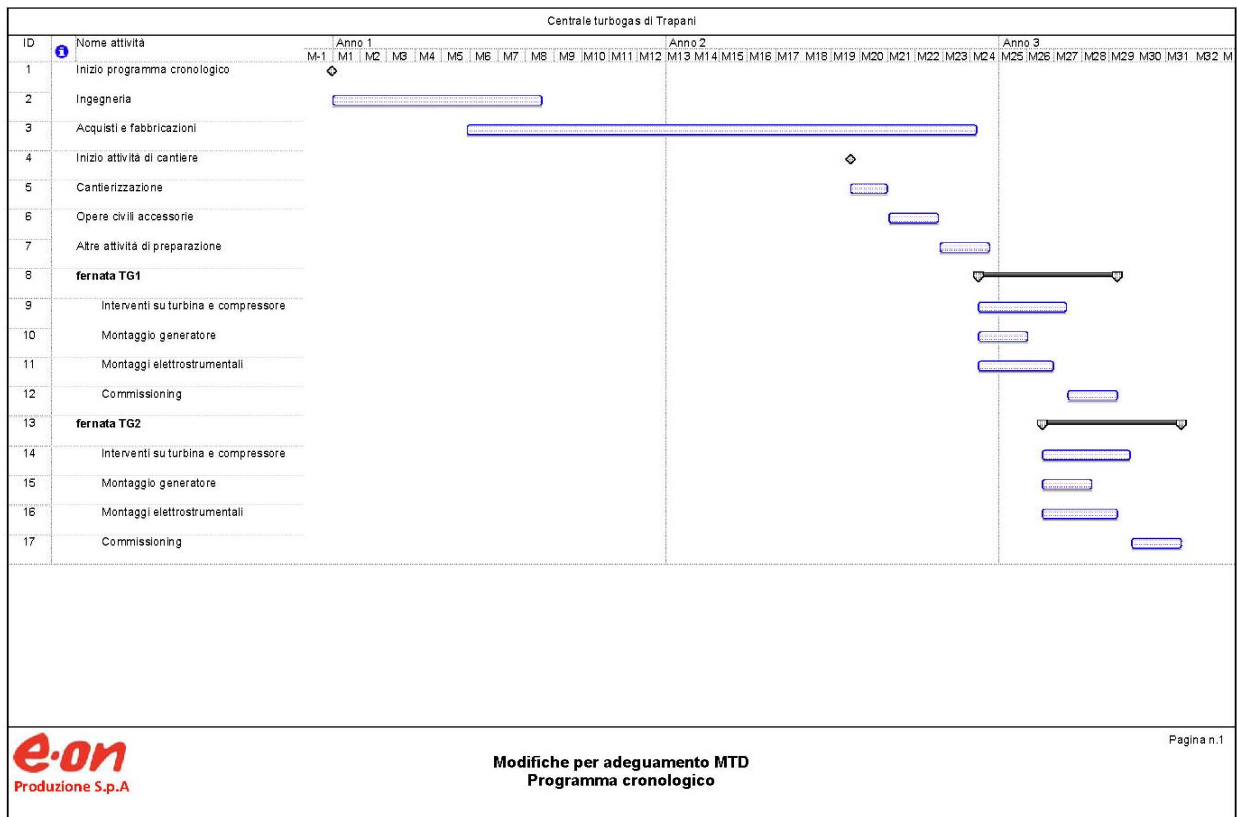 Centrale turbogas di Trapani
ID Nome attività Anno 1 Anno 2 Anno 3
M-1 M1 M2 M3 M4 M5 M6 M7 M8 M9 M10 M11 M12 M13 M14 M15 M16 M17 M18 M19 M20 M21 M22 M23 M24 M25 M26 M27 M28 M29 M30 M31 M32 M
1 Inizio programma cronologico
2 Ingegneria
3 Acquisti e fabbricazioni
4 Inizio attività di cantiere
5 Cantierizzazione
6 Opere civili accessorie
7 Altre attività di preparazione
8 fernata TG1
9 Interventi su turbina e compressore
10 Montaggio generatore
11 Montaggi elettrostrumentali
12 Commissioning
13 fernata TG2
14 Interventi su turbina e compressore
15 Montaggio generatore
16 Montaggi elettrostrumentali
17 Commissioning
e·on
Produzione S.p.A
Modifiche per adeguamento MTD
Programma cronologico
Pagina n.1